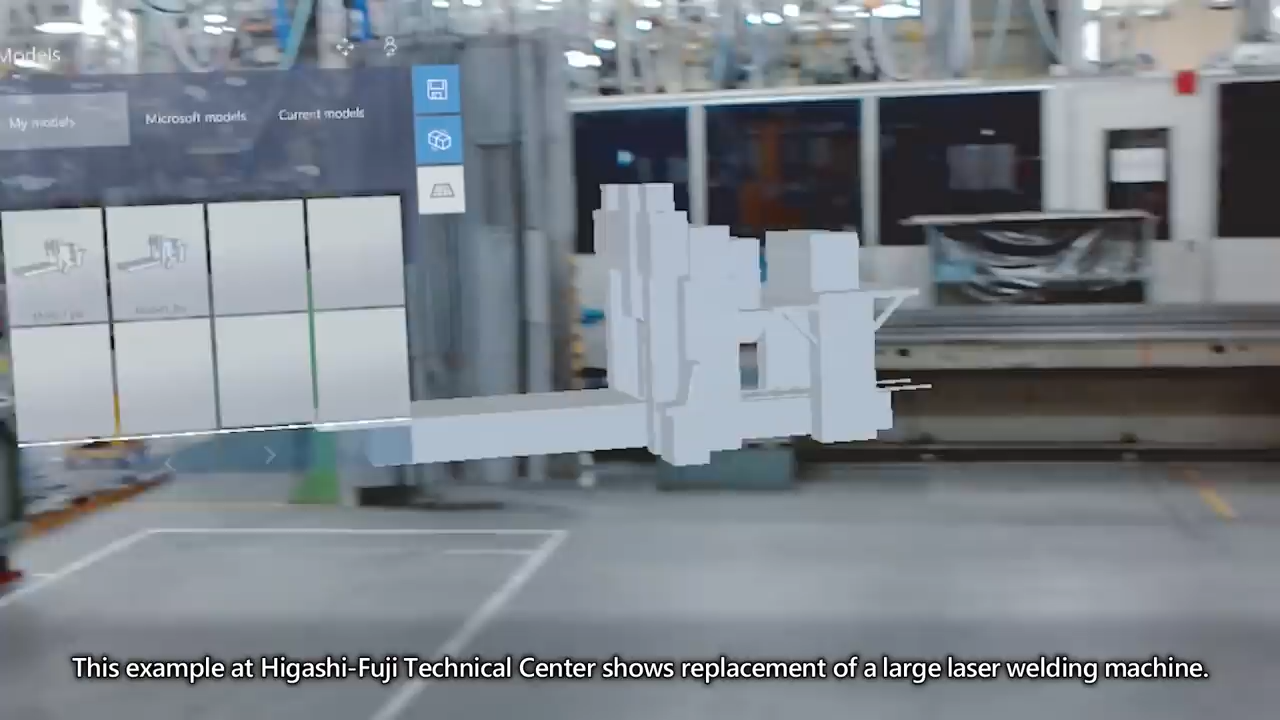 Models
My models
Microsoft models
Current models
This example at Higashi-Fuji Technical Center shows replacement of a large laser welding machine.